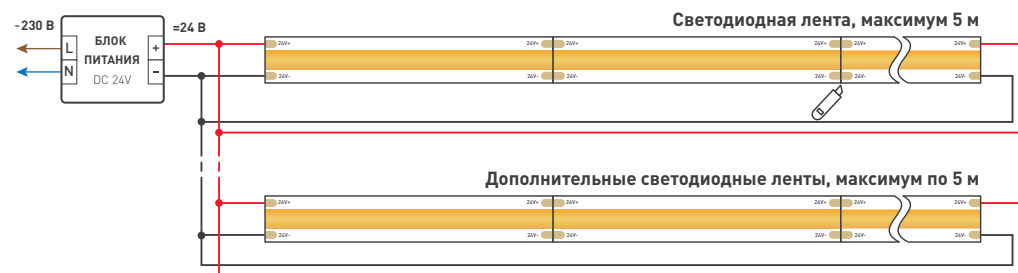 ~230 В
=24 В
Светодиодная лента, максимум 5 м
L
N
БЛОК
ПИТАНИЯ
DC 24V
+
–
24V+ 24V+ 24V+ 24V+ 24V+ 24V+
24V- 24V- 24V- 24V- 24V- 24V-
Дополнительные светодиодные ленты, максимум по 5 м
24V+ 24V+ 24V+ 24V+ 24V+ 24V+
24V- 24V- 24V- 24V- 24V- 24V-